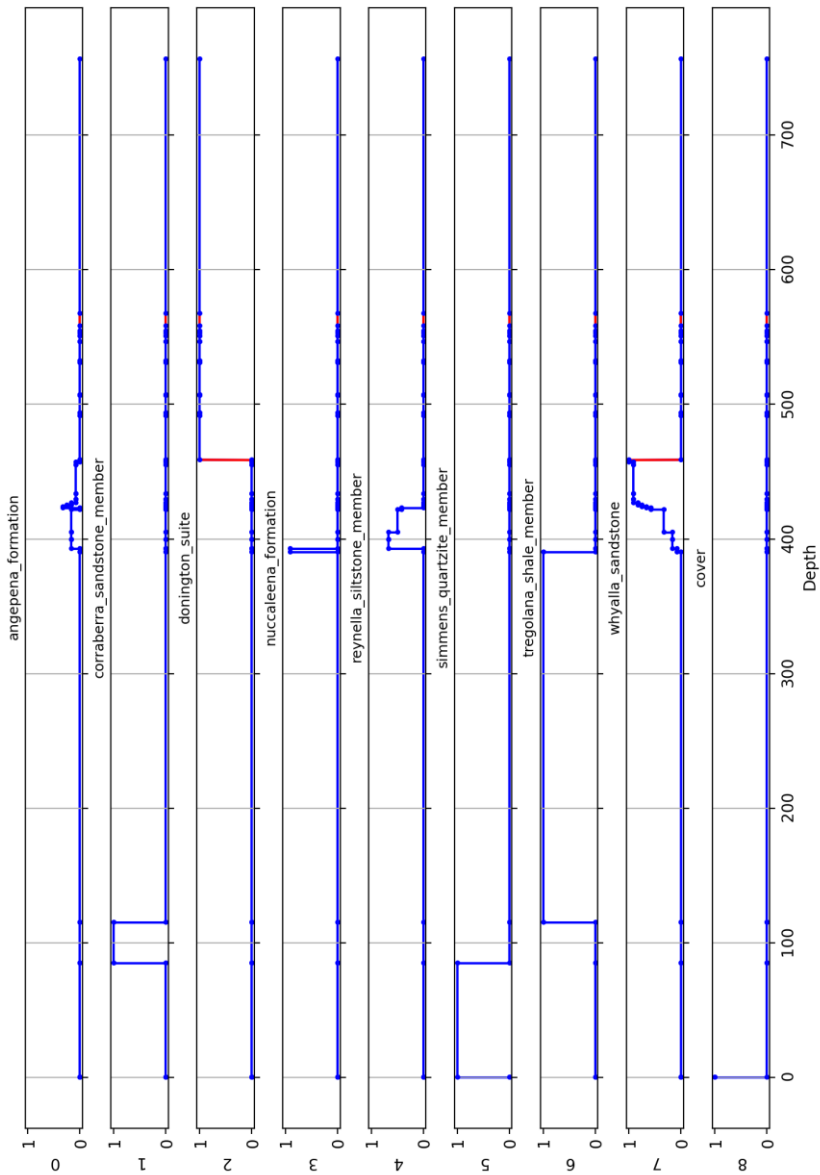 angepena_formation
1
0
0
corraberra_sandstone_member
1
1
0
donington_suite
1
2
0
nuccaleena_formation
1
3
0
reynella_siltstone_member
1
4
0
simmens_quartzite_member
1
5
0
tregolana_shale_member
1
6
0
whyalla_sandstone
1
7
0
cover
1
8
0
0 100 200 300 400 500 600 700
Depth